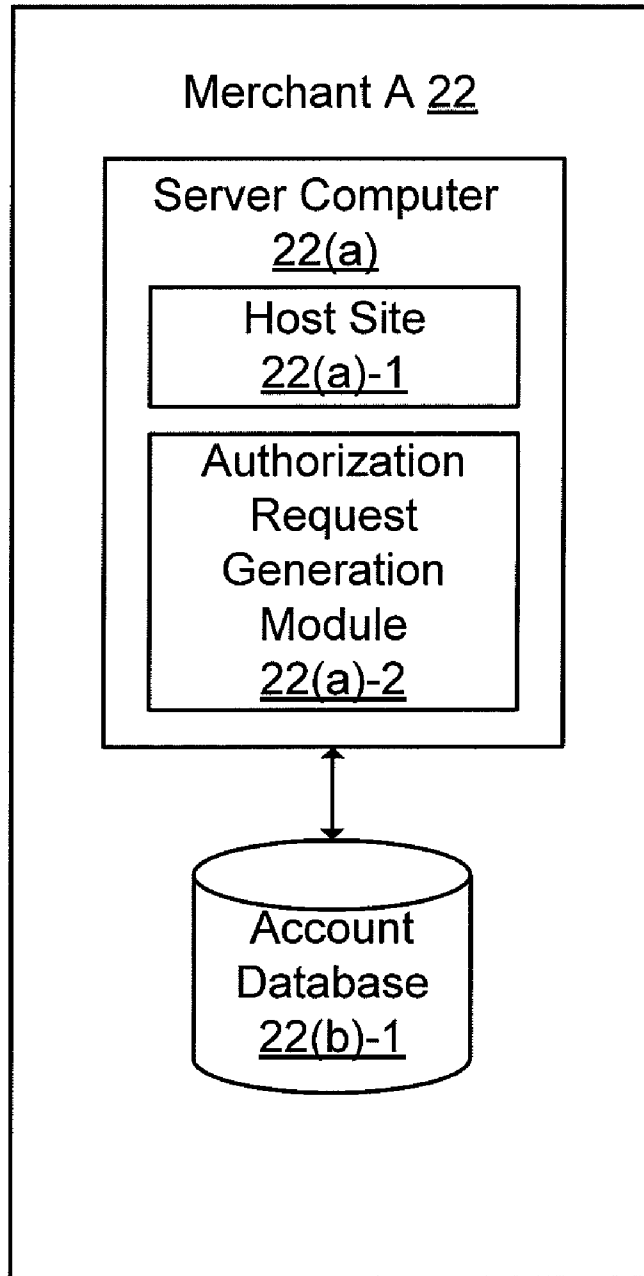 Merchant A 22
Server Computer
22(a)
Host Site
22(a)-1
Authorization
Request
Generation
Module
22(a)-2
Account
Database
22(b)-1